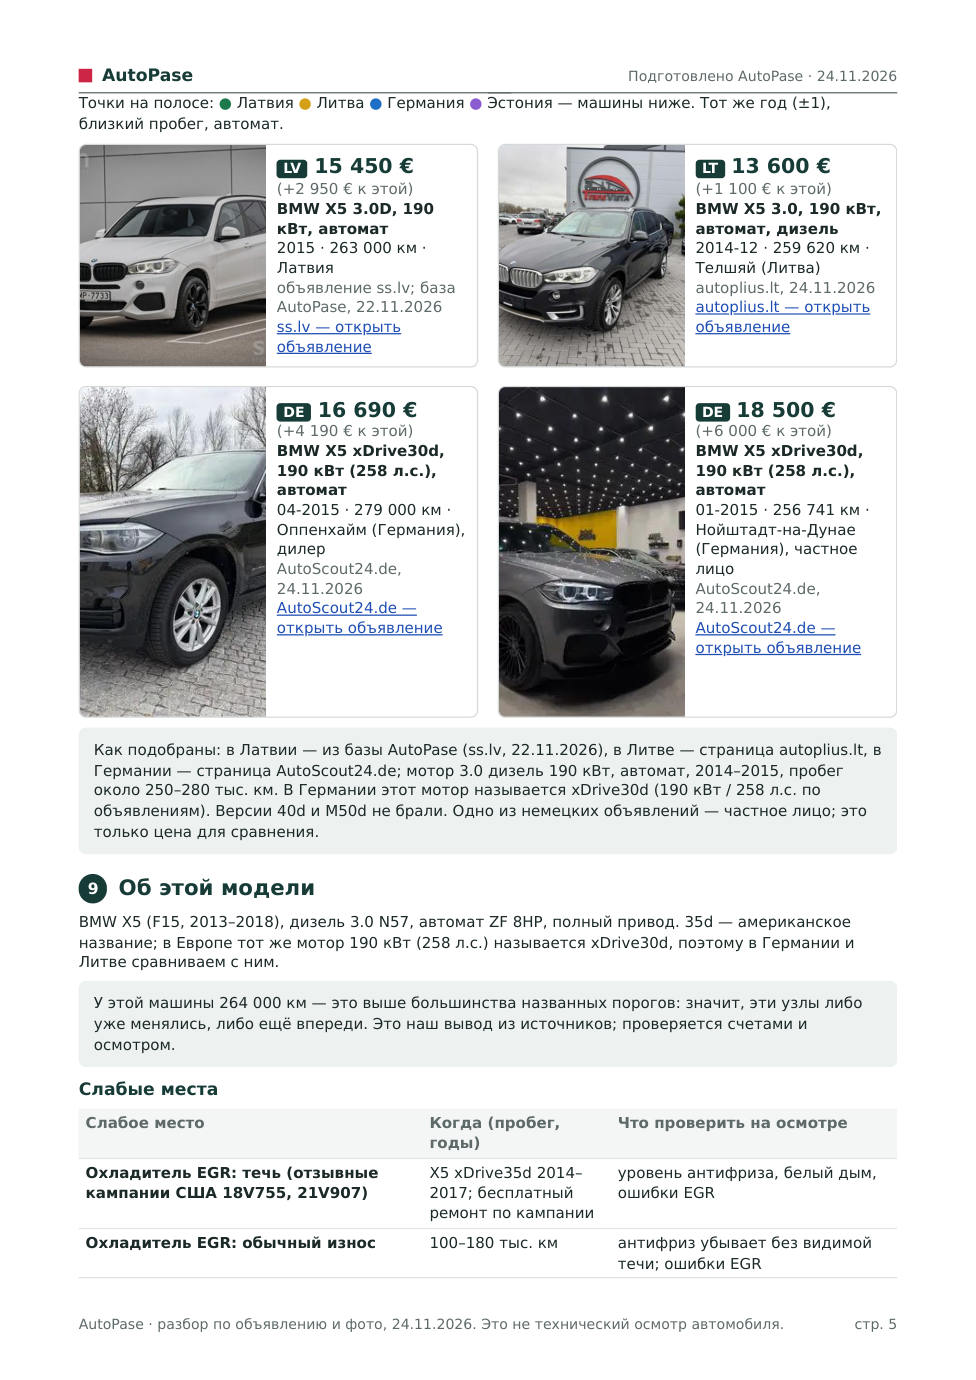 AutoPase
Подготовлено AutoPase · 24.11.2026
Точки на полосе: Латвия Литва Германия Эстония — машины ниже. Тот же год (±1),
близкий пробег, автомат.
LV 15 450 €
(+2 950 € к этой)
BMW X5 3.0D, 190
кВт, автомат
2015 · 263 000 км ·
Латвия
объявление ss.lv; база
AutoPase, 22.11.2026
ss.lv — открыть
объявление
LT 13 600 €
(+1 100 € к этой)
BMW X5 3.0, 190 кВт,
автомат, дизель
2014-12 · 259 620 км ·
Телшяй (Литва)
autoplius.lt, 24.11.2026
autoplius.lt — открыть
объявление
DE 16 690 €
(+4 190 € к этой)
BMW X5 xDrive30d,
190 кВт (258 л.с.),
автомат
04-2015 · 279 000 км ·
Оппенхайм (Германия),
дилер
AutoScout24.de,
24.11.2026
AutoScout24.de —
открыть объявление
DE 18 500 €
(+6 000 € к этой)
BMW X5 xDrive30d,
190 кВт (258 л.с.),
автомат
01-2015 · 256 741 км ·
Нойштадт-на-Дунае
(Германия), частное
лицо
AutoScout24.de,
24.11.2026
AutoScout24.de —
открыть объявление
Как подобраны: в Латвии — из базы AutoPase (ss.lv, 22.11.2026), в Литве — страница autoplius.lt, в
Германии — страница AutoScout24.de; мотор 3.0 дизель 190 кВт, автомат, 2014–2015, пробег
около 250–280 тыс. км. В Германии этот мотор называется xDrive30d (190 кВт / 258 л.с. по
объявлениям). Версии 40d и M50d не брали. Одно из немецких объявлений — частное лицо; это
только цена для сравнения.
9 Об этой модели
BMW X5 (F15, 2013–2018), дизель 3.0 N57, автомат ZF 8HP, полный привод. 35d — американское
название; в Европе тот же мотор 190 кВт (258 л.с.) называется xDrive30d, поэтому в Германии и
Литве сравниваем с ним.
У этой машины 264 000 км — это выше большинства названных порогов: значит, эти узлы либо
уже менялись, либо ещё впереди. Это наш вывод из источников; проверяется счетами и
осмотром.
Слабые места
Слабое место
Когда (пробег,
годы)
Что проверить на осмотре
Охладитель EGR: течь (отзывные
кампании США 18V755, 21V907)
X5 xDrive35d 2014–
2017; бесплатный
ремонт по кампании
уровень антифриза, белый дым,
ошибки EGR
Охладитель EGR: обычный износ
100–180 тыс. км
антифриз убывает без видимой
течи; ошибки EGR
AutoPase · разбор по объявлению и фото, 24.11.2026. Это не технический осмотр автомобиля.
стр. 5